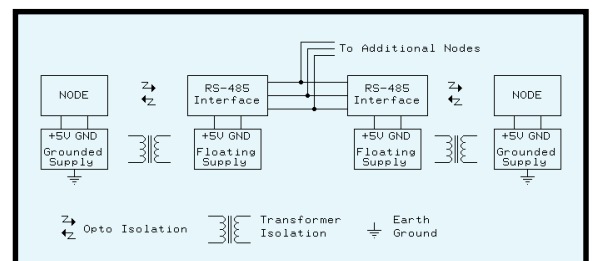 To Additional Nodes
NODE
RS-485
Interface
RS-485
Interface
NODE
+5V GND
Grounded
Supply
+5V GND
Floating
Supply
+5V GND
Floating
Supply
+5V GND
Grounded
Supply
Opto Isolation
Transformer
Isolation
Earth
Ground